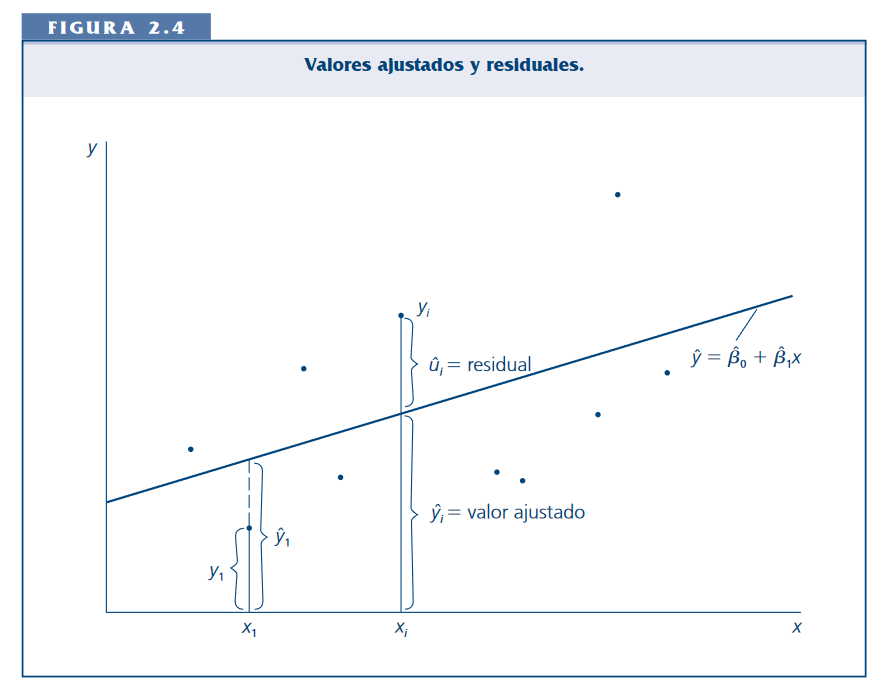 FIGURA 2.4
Valores ajustados y residuales.
y
yᵢ
ûᵢ = residual
ŷ = β̂₀ + β̂₁x
ŷᵢ = valor ajustado
ŷ₁
y₁
x₁
xᵢ
x